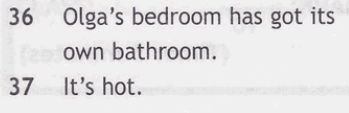 36 Olga's bedroom has got its
own bathroom.
37 It's hot.